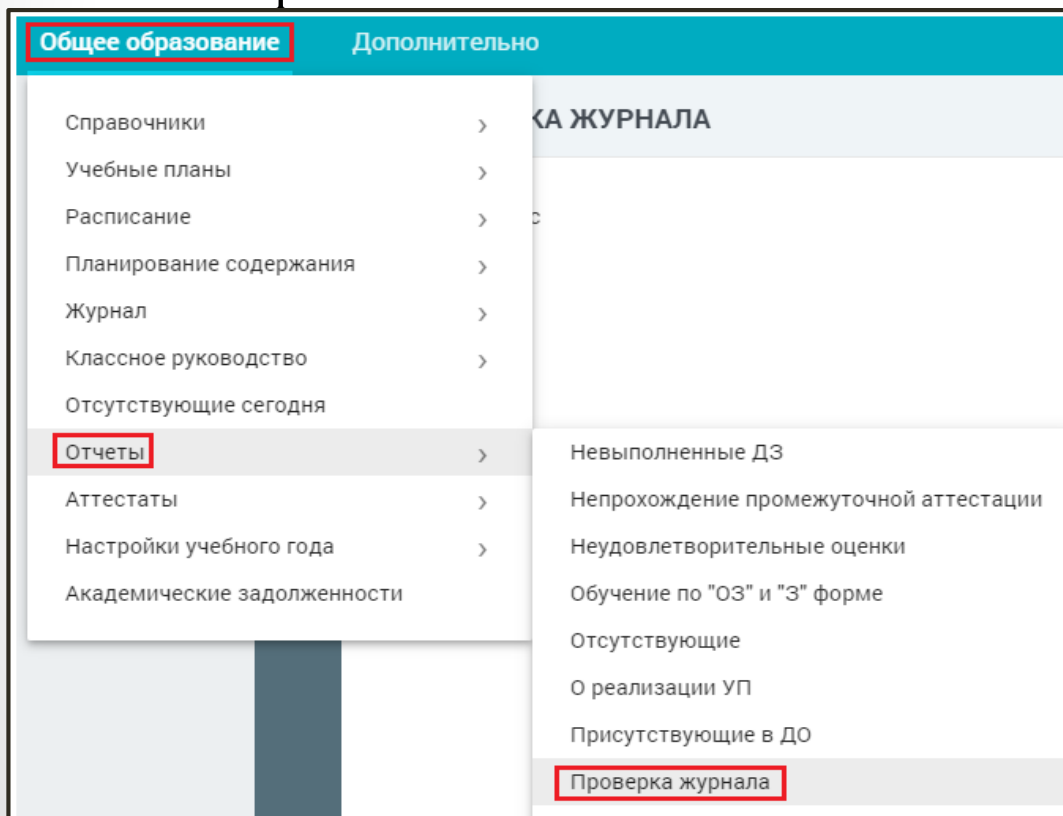 Общее образование Дополнительно
КА ЖУРНАЛА
Справочники
Учебные планы
Расписание
с
Планирование содержания
Журнал
Классное руководство
Отсутствующие сегодня
Отчеты
Аттестаты
Настройки учебного года
Академические задолженности
Невыполненные ДЗ
Непрохождение промежуточной аттестации
Неудовлетворительные оценки
Обучение по "ОЗ" и "З" форме
Отсутствующие
О реализации УП
Присутствующие в ДО
Проверка журнала